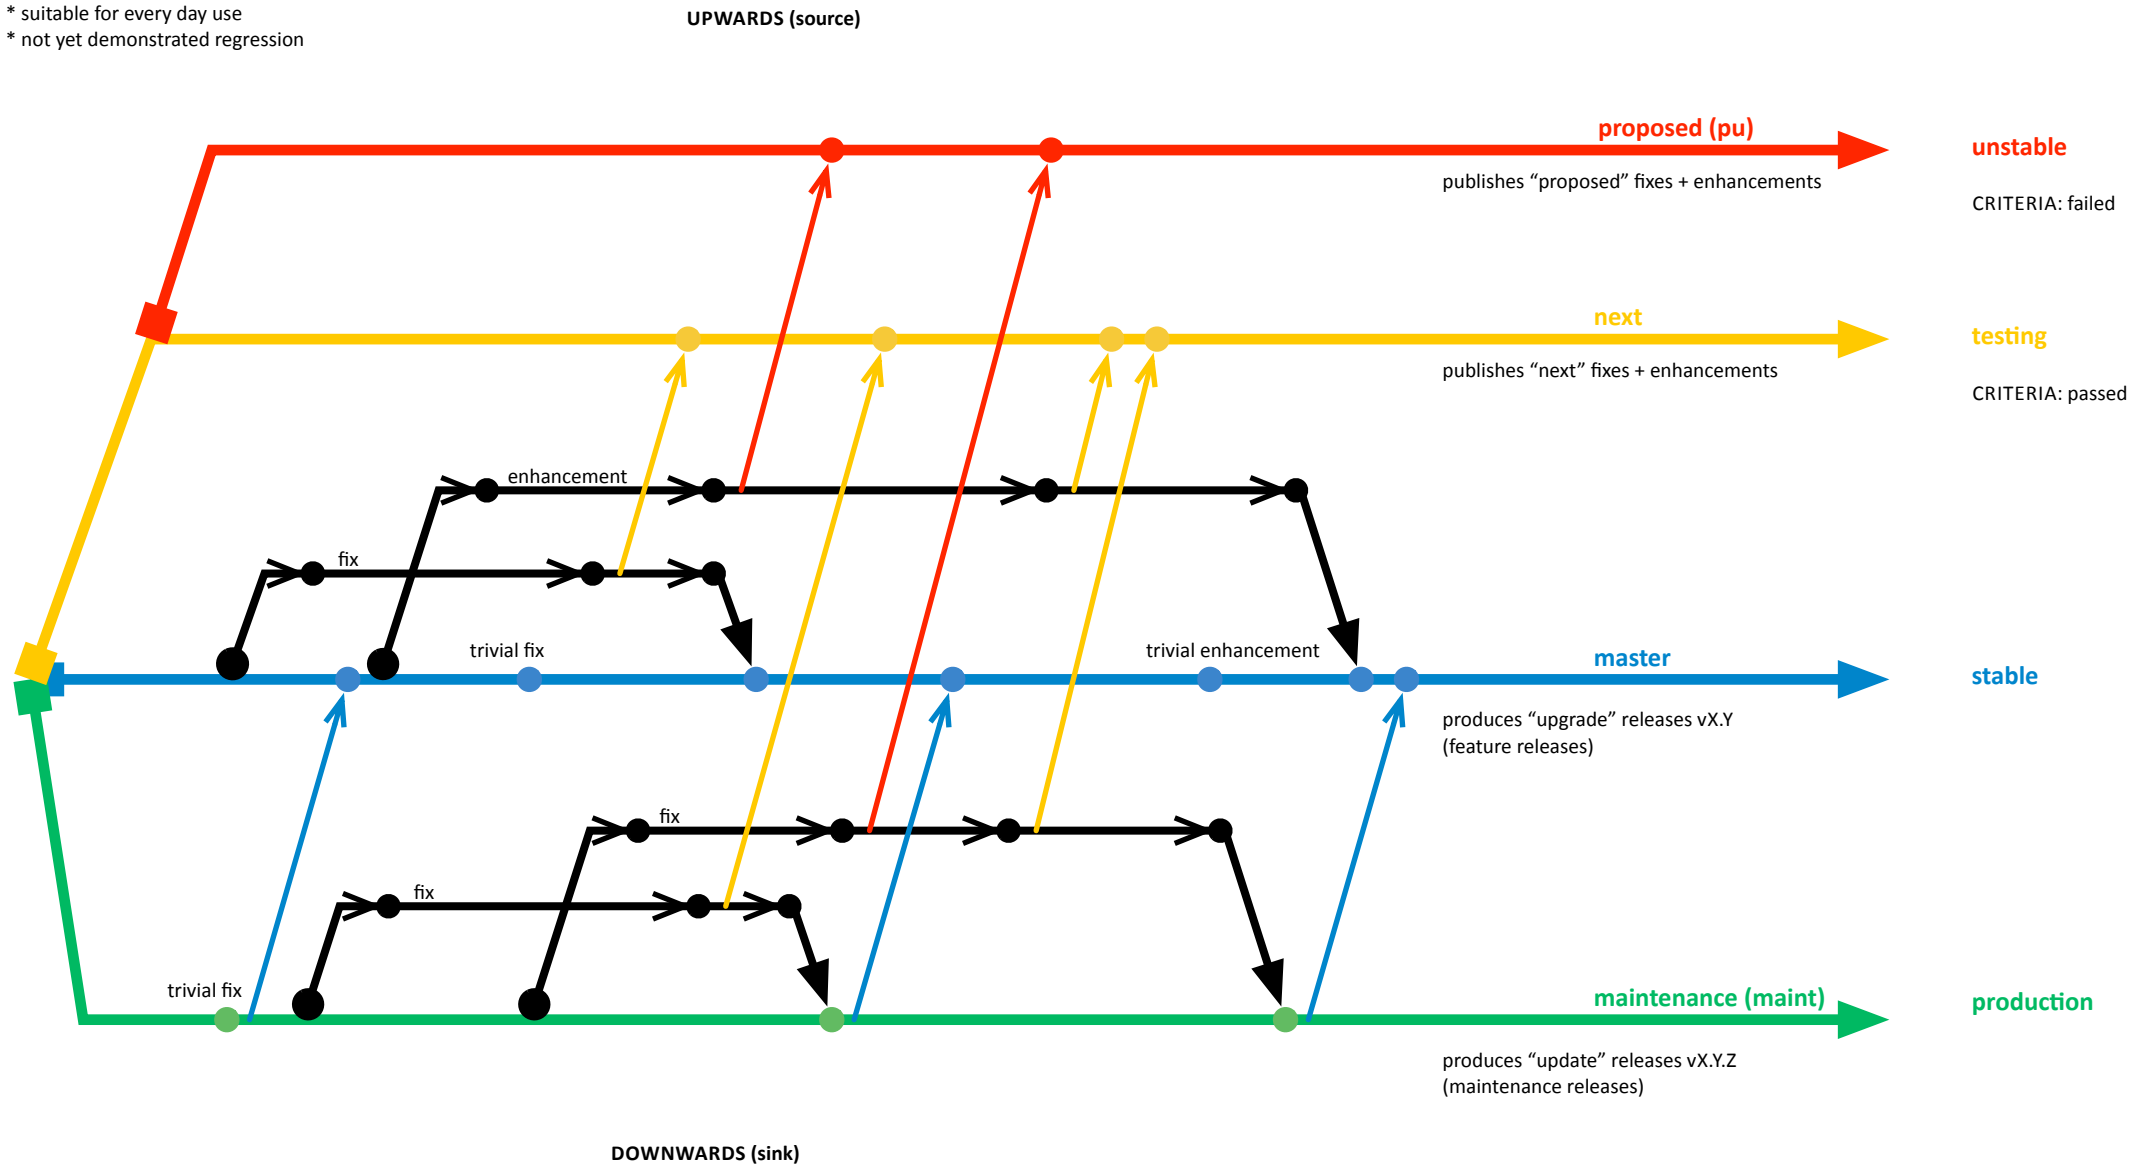 * suitable for every day use
* not yet demonstrated regression
UPWARDS (source)
proposed (pu)
unstable
publishes “proposed” fixes + enhancements
CRITERIA: failed
next
testing
publishes “next” fixes + enhancements
CRITERIA: passed
enhancement
fix
trivial fix
trivial enhancement
master
stable
produces “upgrade” releases vX.Y
(feature releases)
fix
fix
trivial fix
maintenance (maint)
production
produces “update” releases vX.Y.Z
(maintenance releases)
DOWNWARDS (sink)